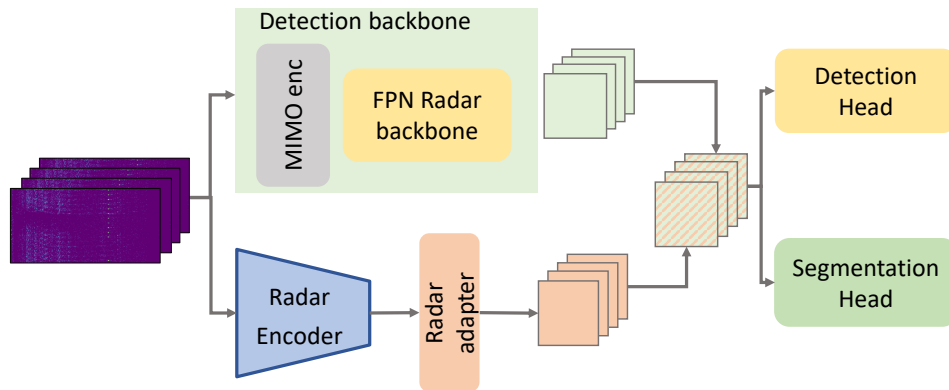 Detection backbone
MIMO enc
FPN Radar
backbone
Detection
Head
Radar
Encoder
Radar
adapter
Segmentation
Head